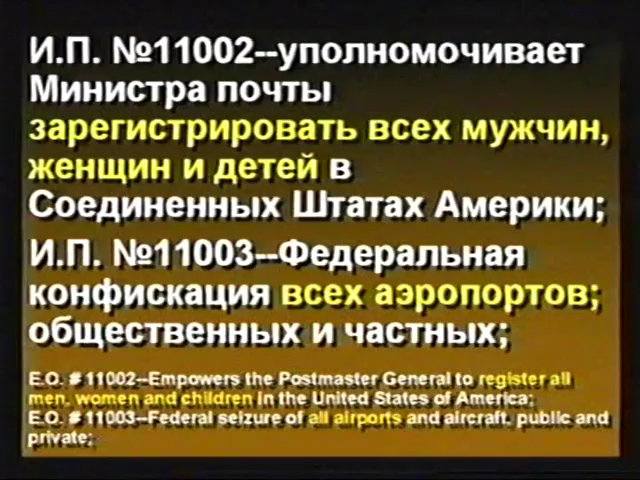 И.П. №11002--уполномочивает
Министра почты
зарегистрировать всех мужчин,
женщин и детей в
Соединенных Штатах Америки;
И.П. №11003--Федеральная
конфискация всех аэропортов;
общественных и частных;
E.O. # 11002--Empowers the Postmaster General to register all
men, women and children in the United States of America;
E.O. # 11003--Federal seizure of all airports and aircraft, public and
private;